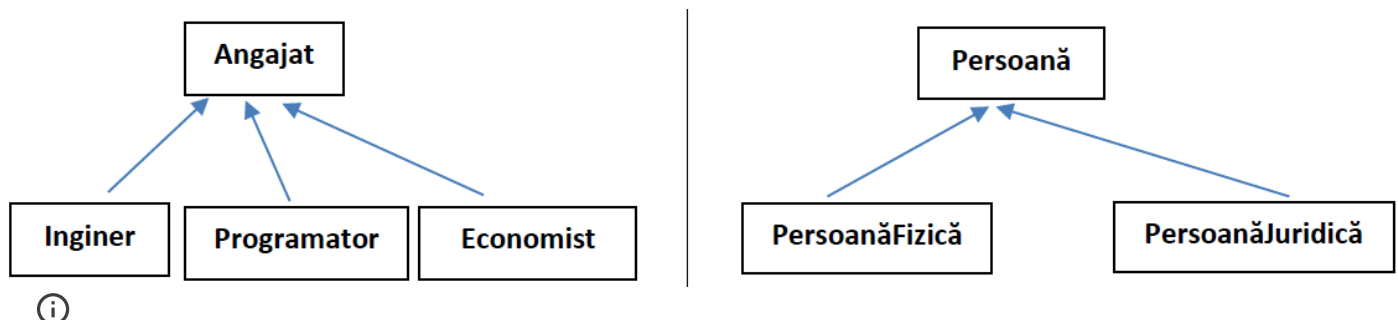 Angajat
Inginer
Programator
Economist
Persoană
PersoanăFizică
PersoanăJuridică